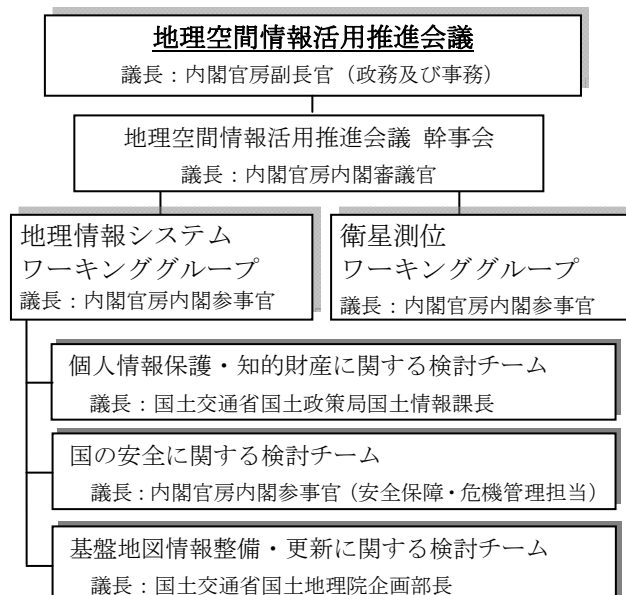 地理空間情報活用推進会議
議長：内閣官房副長官（政務及び事務）
地理空間情報活用推進会議 幹事会
議長：内閣官房内閣審議官
地理情報システム
ワーキンググループ
議長：内閣官房内閣参事官
衛星測位
ワーキンググループ
議長：内閣官房内閣参事官
個人情報保護・知的財産に関する検討チーム
議長：国土交通省国土政策局国土情報課長
国の安全に関する検討チーム
議長：内閣官房内閣参事官（安全保障・危機管理担当）
基盤地図情報整備・更新に関する検討チーム
議長：国土交通省国土地理院企画部長